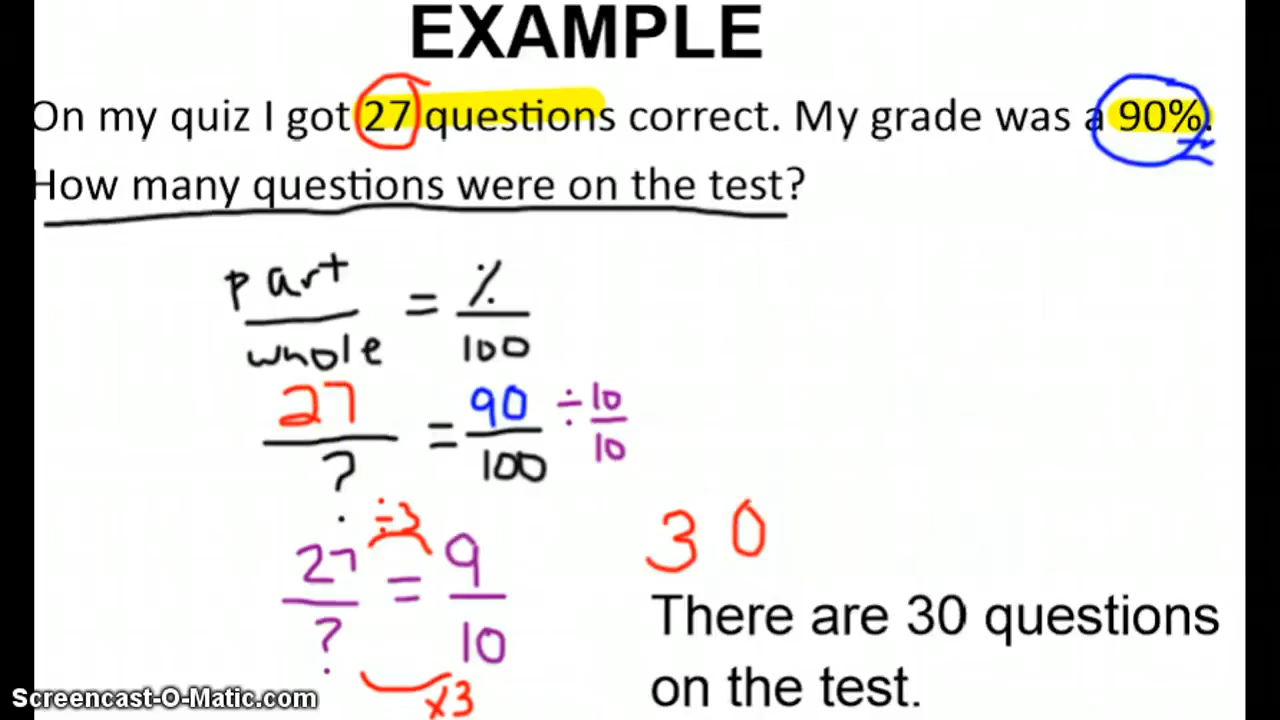 EXAMPLE
On my quiz I got 27 questions correct. My grade was a 90%.
How many questions were on the test?
part = %
whole 100
27 = 90 ÷ 10
? 100 10
÷3
27 = 9
? 10
x3
30
There are 30 questions
on the test.
Screencast-O-Matic.com